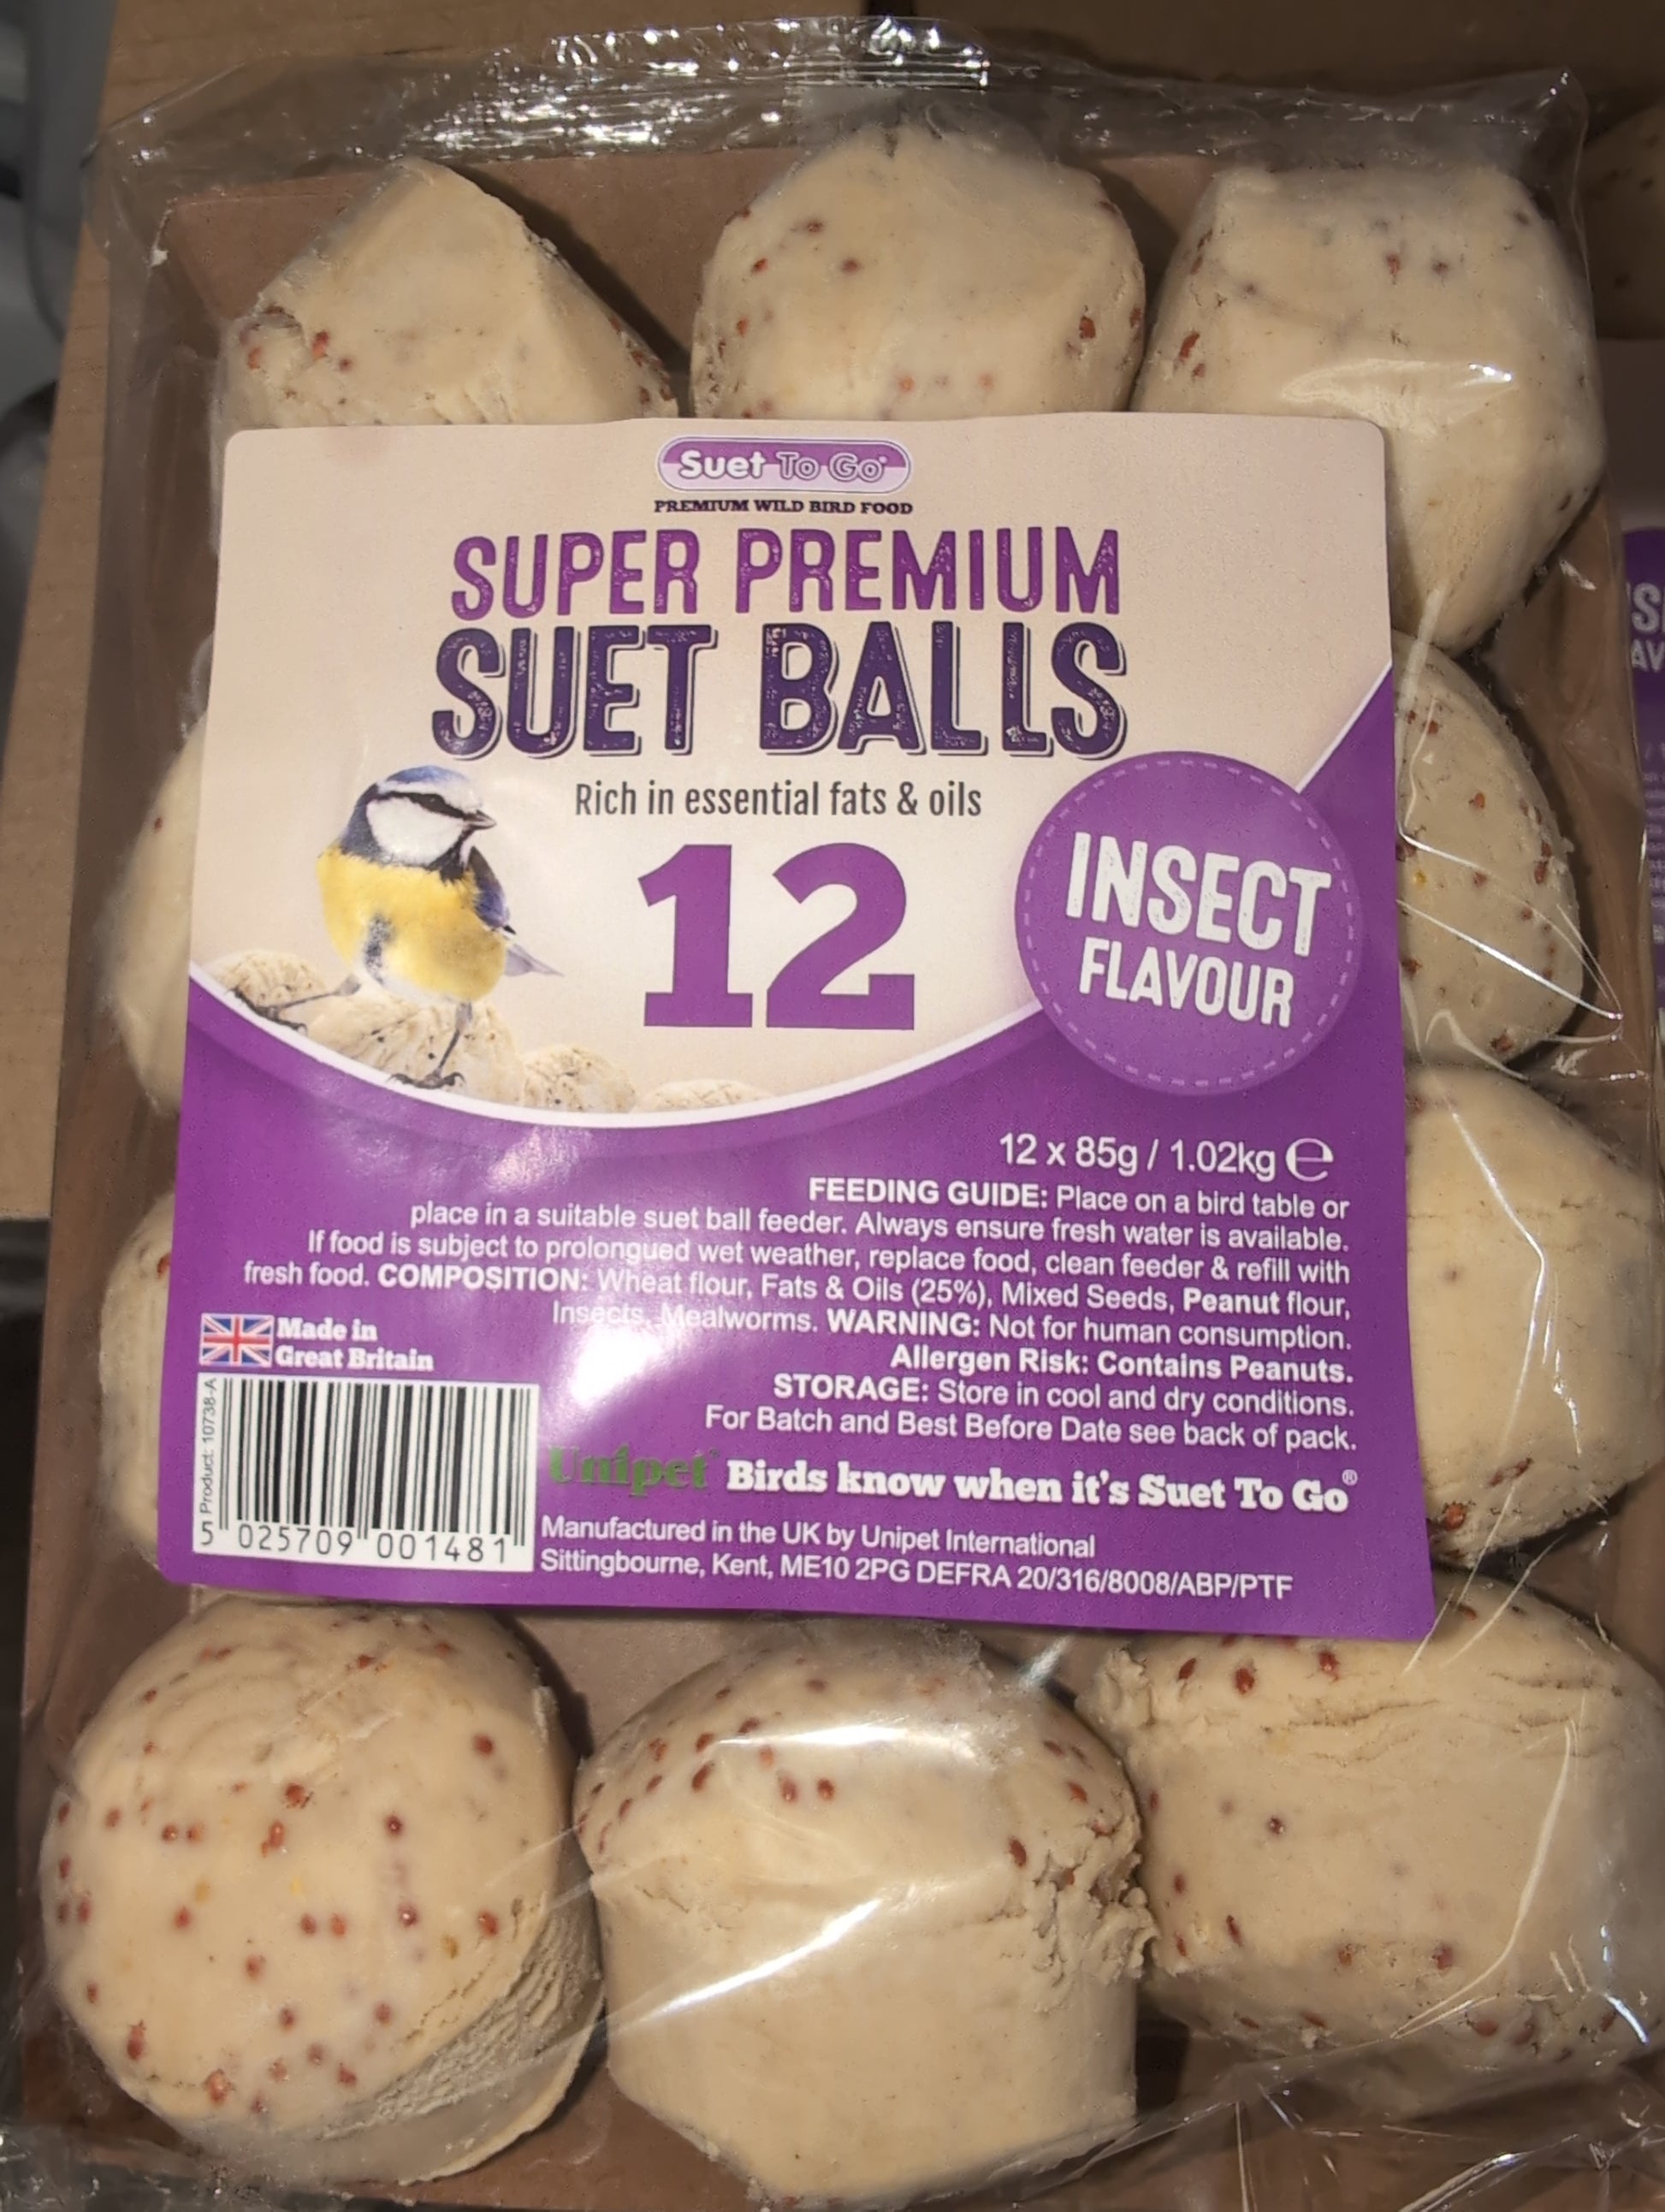 Suet To Go
PREMIUM WILD BIRD FOOD
SUPER PREMIUM
SUET BALLS
Rich in essential fats & oils
12
INSECT
FLAVOUR
12 x 85g / 1.02kg ℮
FEEDING GUIDE: Place on a bird table or
place in a suitable suet ball feeder. Always ensure fresh water is available.
If food is subject to prolongued wet weather, replace food, clean feeder & refill with
fresh food. COMPOSITION: Wheat flour, Fats & Oils (25%), Mixed Seeds, Peanut flour,
Insects, Mealworms. WARNING: Not for human consumption.
Allergen Risk: Contains Peanuts.
STORAGE: Store in cool and dry conditions.
For Batch and Best Before Date see back of pack.
Made in
Great Britain
Product: 10738-A
5 025709 001481
Unipet Birds know when it's Suet To Go®
Manufactured in the UK by Unipet International
Sittingbourne, Kent, ME10 2PG DEFRA 20/316/8008/ABP/PTF